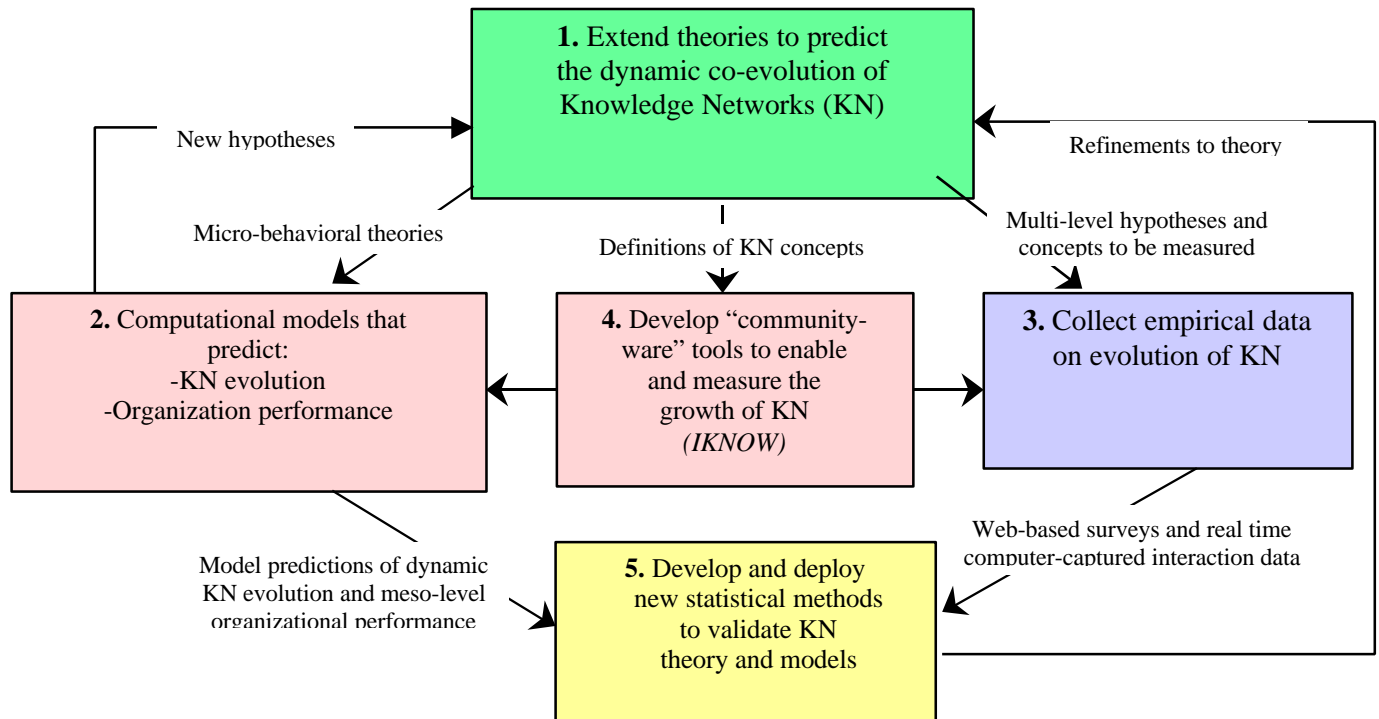 1. Extend theories to predict
the dynamic co-evolution of
Knowledge Networks (KN)
New hypotheses
Refinements to theory
Micro-behavioral theories
Definitions of KN concepts
Multi-level hypotheses and
concepts to be measured
2. Computational models that
predict:
-KN evolution
-Organization performance
4. Develop “community-
ware” tools to enable
and measure the
growth of KN
(IKNOW)
3. Collect empirical data
on evolution of KN
Model predictions of dynamic
KN evolution and meso-level
organizational performance
Web-based surveys and real time
computer-captured interaction data
5. Develop and deploy
new statistical methods
to validate KN
theory and models